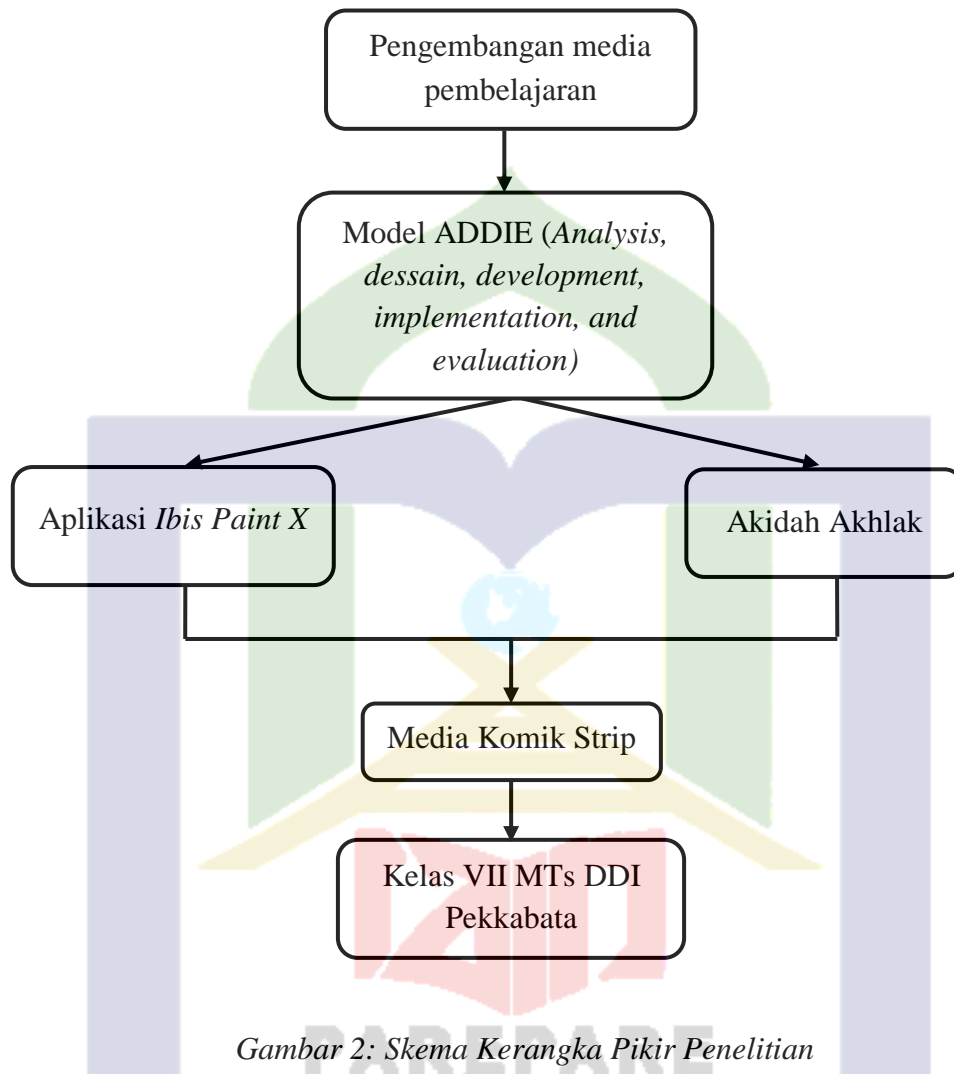 Pengembangan media
pembelajaran
Model ADDIE (Analysis,
dessain, development,
implementation, and
evaluation)
Aplikasi Ibis Paint X
Akidah Akhlak
Media Komik Strip
Kelas VII MTs DDI
Pekkabata
PAREPARE
Gambar 2: Skema Kerangka Pikir Penelitian